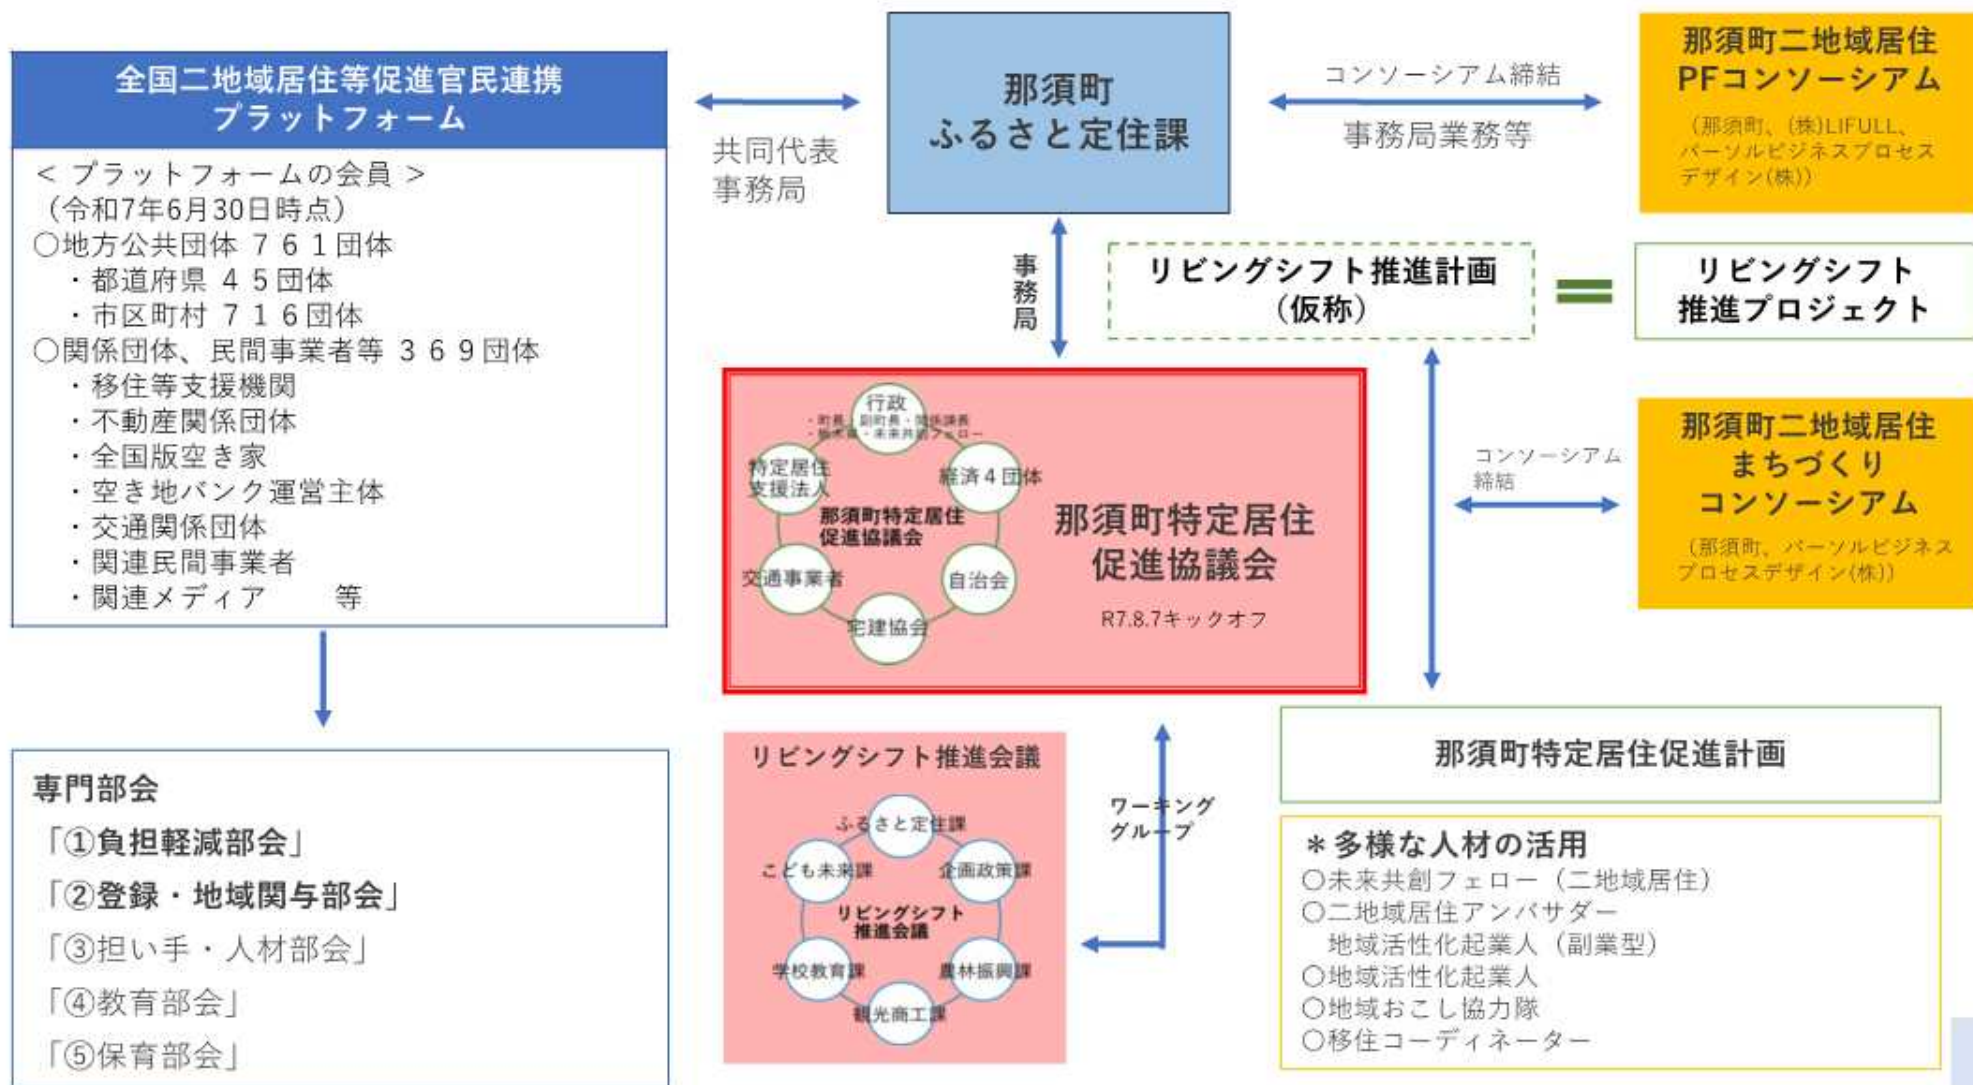 全国二地域居住等促進官民連携
プラットフォーム
< プラットフォームの会員 >
（令和7年6月30日時点）
○地方公共団体 ７６１団体
・都道府県 ４５団体
・市区町村 ７１６団体
○関係団体、民間事業者等 ３６９団体
・移住等支援機関
・不動産関係団体
・全国版空き家
・空き地バンク運営主体
・交通関係団体
・関連民間事業者
・関連メディア　　等
専門部会
「①負担軽減部会」
「②登録・地域関与部会」
「③担い手・人材部会」
「④教育部会」
「⑤保育部会」
共同代表
事務局
那須町
ふるさと定住課
コンソーシアム締結
事務局業務等
那須町二地域居住
PFコンソーシアム
（那須町、(株)LIFULL、
パーソルビジネスプロセス
デザイン(株)）
事務局
リビングシフト推進計画
（仮称）
リビングシフト
推進プロジェクト
行政
・町長・副町長・関係課長
・栃木県・未来共創フェロー
特定居住
支援法人
経済４団体
那須町特定居住
促進協議会
交通事業者
自治会
宅建協会
那須町特定居住
促進協議会
R7.8.7キックオフ
コンソーシアム
締結
那須町二地域居住
まちづくり
コンソーシアム
（那須町、パーソルビジネス
プロセスデザイン(株)）
リビングシフト推進会議
ふるさと定住課
こども未来課
企画政策課
リビングシフト
推進会議
学校教育課
農林振興課
観光商工課
ワーキング
グループ
那須町特定居住促進計画
＊多様な人材の活用
○未来共創フェロー（二地域居住）
○二地域居住アンバサダー
地域活性化起業人（副業型）
○地域活性化起業人
○地域おこし協力隊
○移住コーディネーター